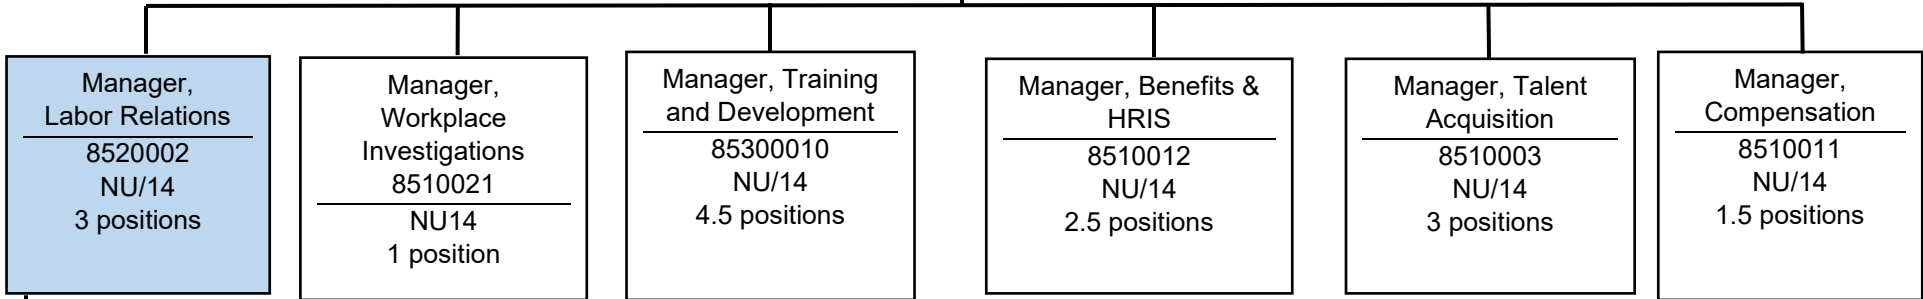 Manager,
Labor Relations
8520002
NU/14
3 positions
Manager,
Workplace
Investigations
8510021
NU14
1 position
Manager, Training
and Development
85300010
NU/14
4.5 positions
Manager, Benefits &
HRIS
8510012
NU/14
2.5 positions
Manager, Talent
Acquisition
8510003
NU/14
3 positions
Manager,
Compensation
8510011
NU/14
1.5 positions